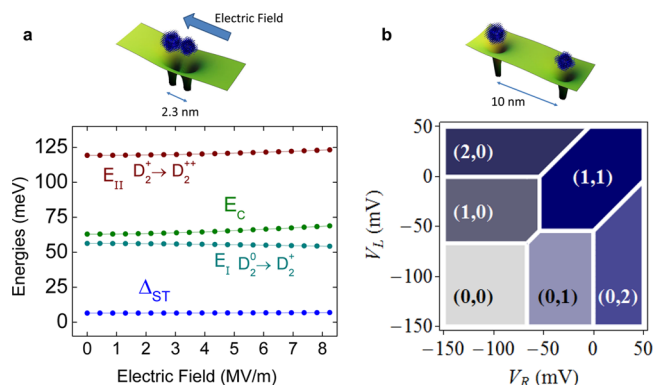 a
Electric Field
2.3 nm
Energies (meV)
125
100
75
50
25
0
E_II D_2^+ → D_2^++
E_C
E_I D_2^0 → D_2^+
Δ_ST
0 1 2 3 4 5 6 7 8
Electric Field (MV/m)
b
10 nm
V_L (mV)
50
0
−50
−100
−150
(2,0)
(1,1)
(1,0)
(0,0)
(0,1)
(0,2)
−150 −100 −50 0 50
V_R (mV)